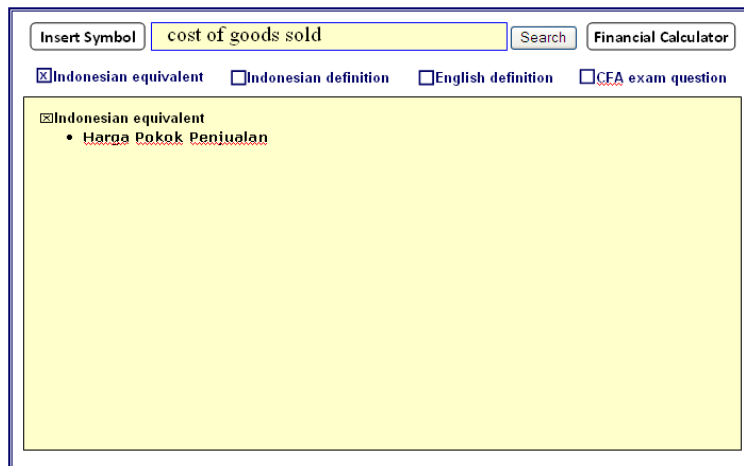 Insert Symbol cost of goods sold Search Financial Calculator
Indonesian equivalent Indonesian definition English definition CFA exam question
Indonesian equivalent
• Harga Pokok Penjualan